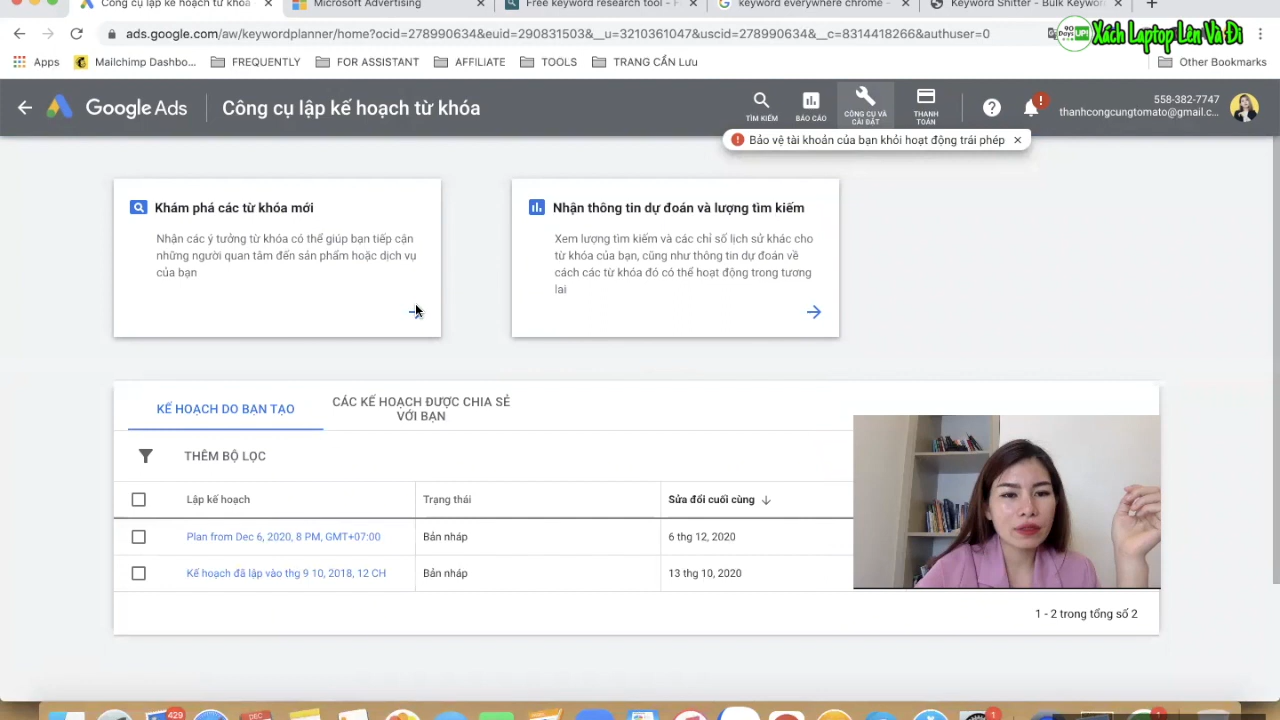 Công cụ lập kế hoạch từ khóa
Microsoft Advertising
Free keyword research tool - F
keyword everywhere chrome -
Keyword Shitter - Bulk Keywor
ads.google.com/aw/keywordplanner/home?ocid=278990634&euid=290831503&__u=3210361047&uscid=278990634&__c=8314418266&authuser=0
90 Days UP!
Xách Laptop Lên Và Đi
Apps
Mailchimp Dashbo...
FREQUENTLY
FOR ASSISTANT
AFFILIATE
TOOLS
TRANG CẦN Lưu
Other Bookmarks
Google Ads
Công cụ lập kế hoạch từ khóa
TÌM KIẾM
BÁO CÁO
CÔNG CỤ VÀ
CÀI ĐẶT
THANH
TOÁN
558-382-7747
thanhcongcungtomato@gmail.c...
Bảo vệ tài khoản của bạn khỏi hoạt động trái phép
Khám phá các từ khóa mới
Nhận các ý tưởng từ khóa có thể giúp bạn tiếp cận
những người quan tâm đến sản phẩm hoặc dịch vụ
của bạn
Nhận thông tin dự đoán và lượng tìm kiếm
Xem lượng tìm kiếm và các chỉ số lịch sử khác cho
từ khóa của bạn, cũng như thông tin dự đoán về
cách các từ khóa đó có thể hoạt động trong tương
lai
KẾ HOẠCH DO BẠN TẠO
CÁC KẾ HOẠCH ĐƯỢC CHIA SẺ
VỚI BẠN
THÊM BỘ LỌC
Lập kế hoạch
Trạng thái
Sửa đổi cuối cùng
Plan from Dec 6, 2020, 8 PM, GMT+07:00
Bản nháp
6 thg 12, 2020
Kế hoạch đã lập vào thg 9 10, 2018, 12 CH
Bản nháp
13 thg 10, 2020
1 - 2 trong tổng số 2
429
DEC
1
1